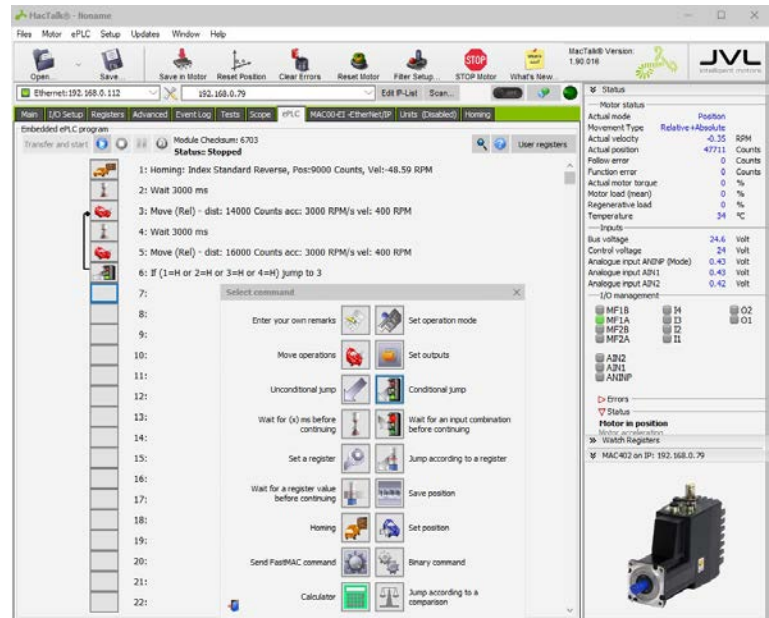 MacTalk® - Noname
Files Motor ePLC Setup Updates Window Help
Open... Save... Save in Motor Reset Position Clear Errors Reset Motor Filter Setup... STOP Motor What's New...
STOP
MacTalk® Version:
1.90.016
JVL
intelligent motors
Ethernet:192.168.0.112 192.168.0.79 Edit IP-List Scan...
Main I/O Setup Registers Advanced Event Log Tests Scope ePLC MAC00-EI -EtherNet/IP Units (Disabled) Homing
Embedded ePLC program
Transfer and start
Module Checksum: 6703
Status: Stopped
User registers
1: Homing: Index Standard Reverse, Pos:9000 Counts, Vel:-48.59 RPM
2: Wait 3000 ms
3: Move (Rel) - dist: 14000 Counts acc: 3000 RPM/s vel: 400 RPM
4: Wait 3000 ms
5: Move (Rel) - dist: 16000 Counts acc: 3000 RPM/s vel: 400 RPM
6: If (1=H or 2=H or 3=H or 4=H) jump to 3
7:
8:
9:
10:
11:
12:
13:
14:
15:
16:
17:
18:
19:
20:
21:
22:
Select command
Enter your own remarks
Set operation mode
Move operations
Set outputs
Unconditional jump
Conditional jump
Wait for (x) ms before
continuing
Wait for an input combination
before continuing
Set a register
Jump according to a register
Wait for a register value
before continuing
Save position
Homing
Set position
Send FastMAC command
Binary command
Calculator
Jump according to a
comparison
Status
Motor status
Actual mode Position
Movement Type Relative+Absolute
Actual velocity -0.35 RPM
Actual position 47711 Counts
Follow error 0 Counts
Function error 0 Counts
Actual motor torque 0 %
Motor load (mean) 0 %
Regenerative load 0 %
Temperature 34 °C
Inputs
Bus voltage 24.6 Volt
Control voltage 24 Volt
Analogue input ANINP (Mode) 0.43 Volt
Analogue input AIN1 0.43 Volt
Analogue input AIN2 0.42 Volt
I/O management
MF1B I4 O2
MF1A I3 O1
MF2B I2
MF2A I1
AIN2
AIN1
ANINP
Errors
Status
Motor in position
Motor accelerating
Watch Registers
MAC402 on IP: 192.168.0.79